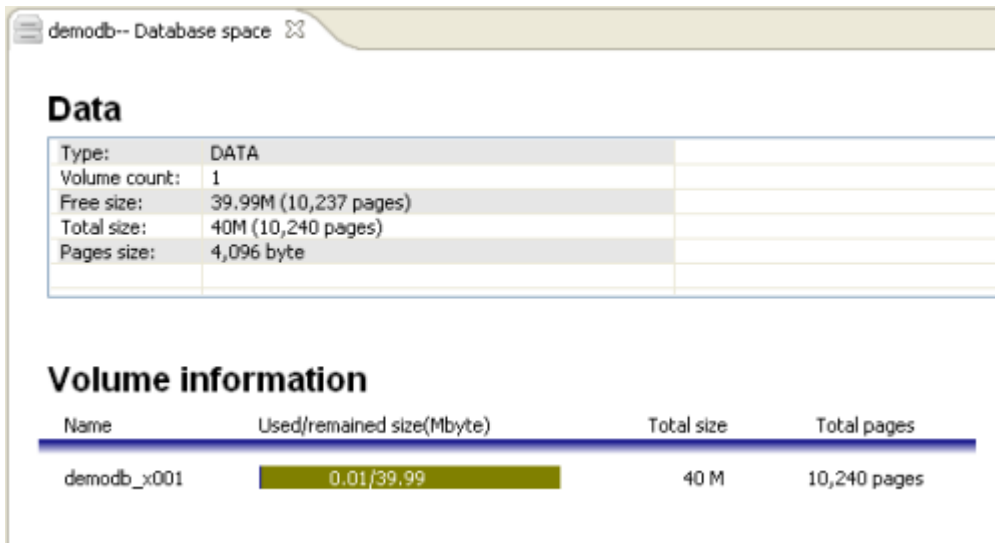 demodb-- Database space
Data
Type: DATA
Volume count: 1
Free size: 39.99M (10,237 pages)
Total size: 40M (10,240 pages)
Pages size: 4,096 byte
Volume information
Name Used/remained size(Mbyte) Total size Total pages
demodb_x001 0.01/39.99 40 M 10,240 pages